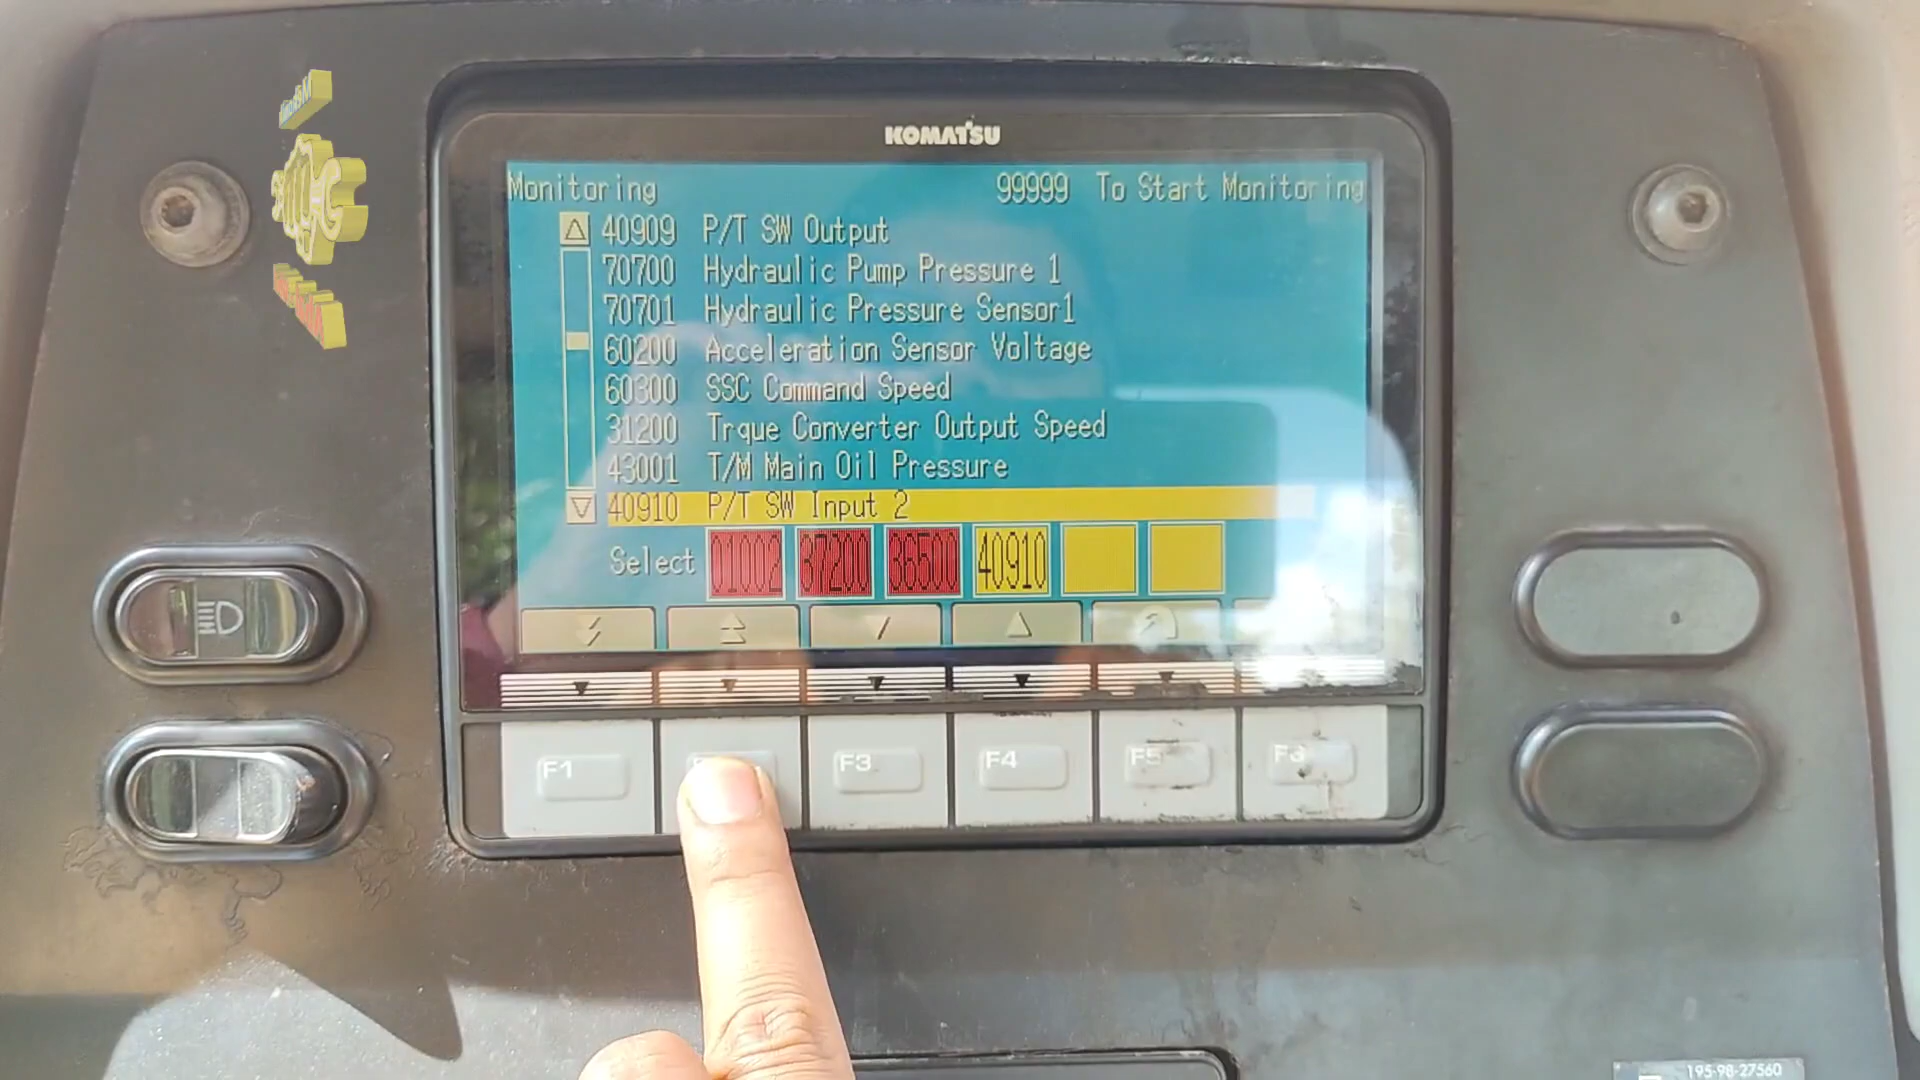 KOMATSU
Monitoring 99999 To Start Monitoring
40909 P/T SW Output
70700 Hydraulic Pump Pressure 1
70701 Hydraulic Pressure Sensor1
60200 Acceleration Sensor Voltage
60300 SSC Command Speed
31200 Trque Converter Output Speed
43001 T/M Main Oil Pressure
40910 P/T SW Input 2
Select 01002 37200 36500 40910
F1 F3 F4 F5 F6
195-98-27560